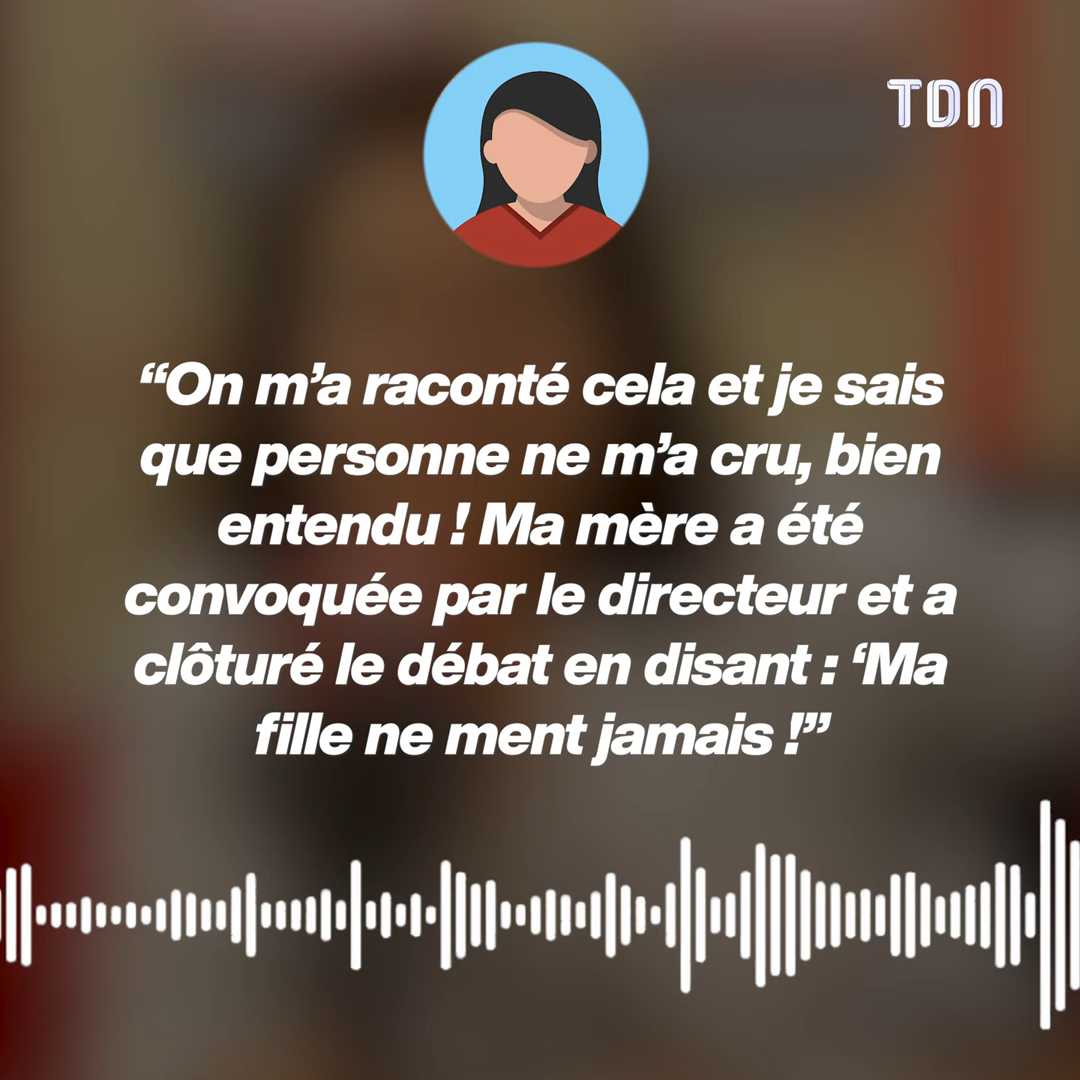 TDN
“On m’a raconté cela et je sais
que personne ne m’a cru, bien
entendu ! Ma mère a été
convoquée par le directeur et a
clôturé le débat en disant : ‘Ma
fille ne ment jamais !”